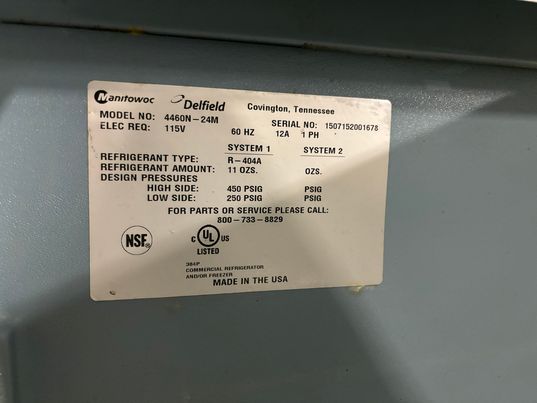 Manitowoc Delfield Covington, Tennessee
MODEL NO: 4460N-24M SERIAL NO: 1507152001678
ELEC REQ: 115V 60 HZ 12A 1 PH
SYSTEM 1 SYSTEM 2
REFRIGERANT TYPE: R-404A
REFRIGERANT AMOUNT: 11 OZS. OZS.
DESIGN PRESSURES
HIGH SIDE: 450 PSIG PSIG
LOW SIDE: 250 PSIG PSIG
FOR PARTS OR SERVICE PLEASE CALL:
800-733-8829
NSF®
C UL US
LISTED
384P
COMMERCIAL REFRIGERATOR
AND/OR FREEZER
MADE IN THE USA